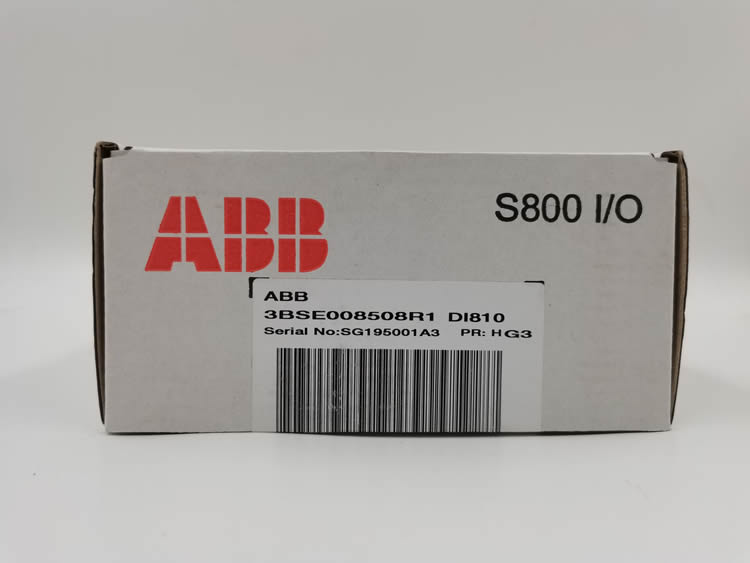 ABB
S800 I/O
ABB
3BSE008508R1 DI810
Serial No:SG195001A3 PR: HG3